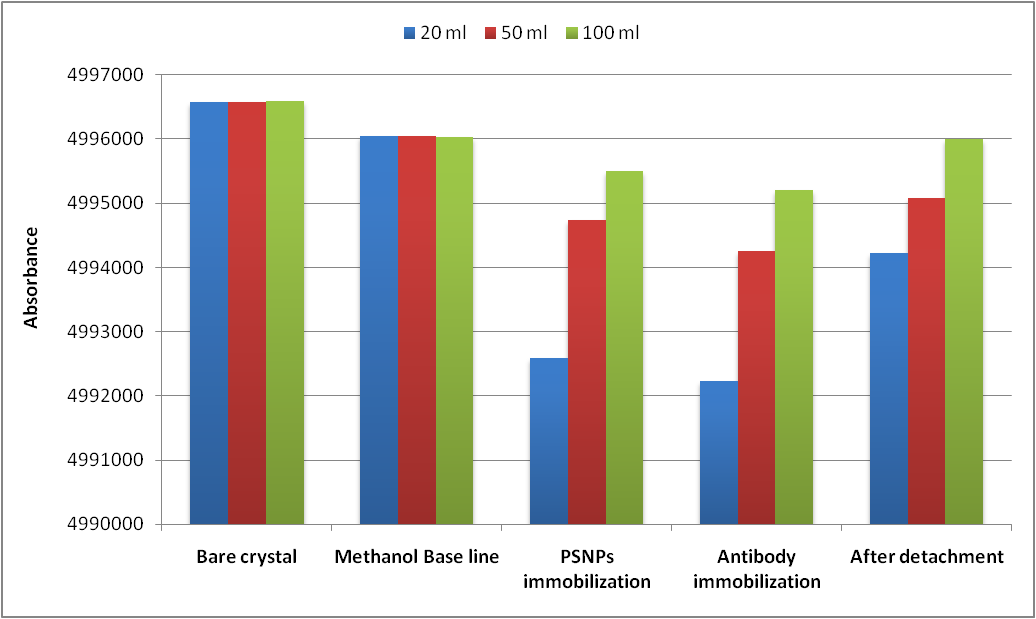 20 ml 50 ml 100 ml
4997000
4996000
4995000
4994000
4993000
4992000
4991000
4990000
Absorbance
Bare crystal Methanol Base line PSNPs Antibody After detachment
immobilization immobilization